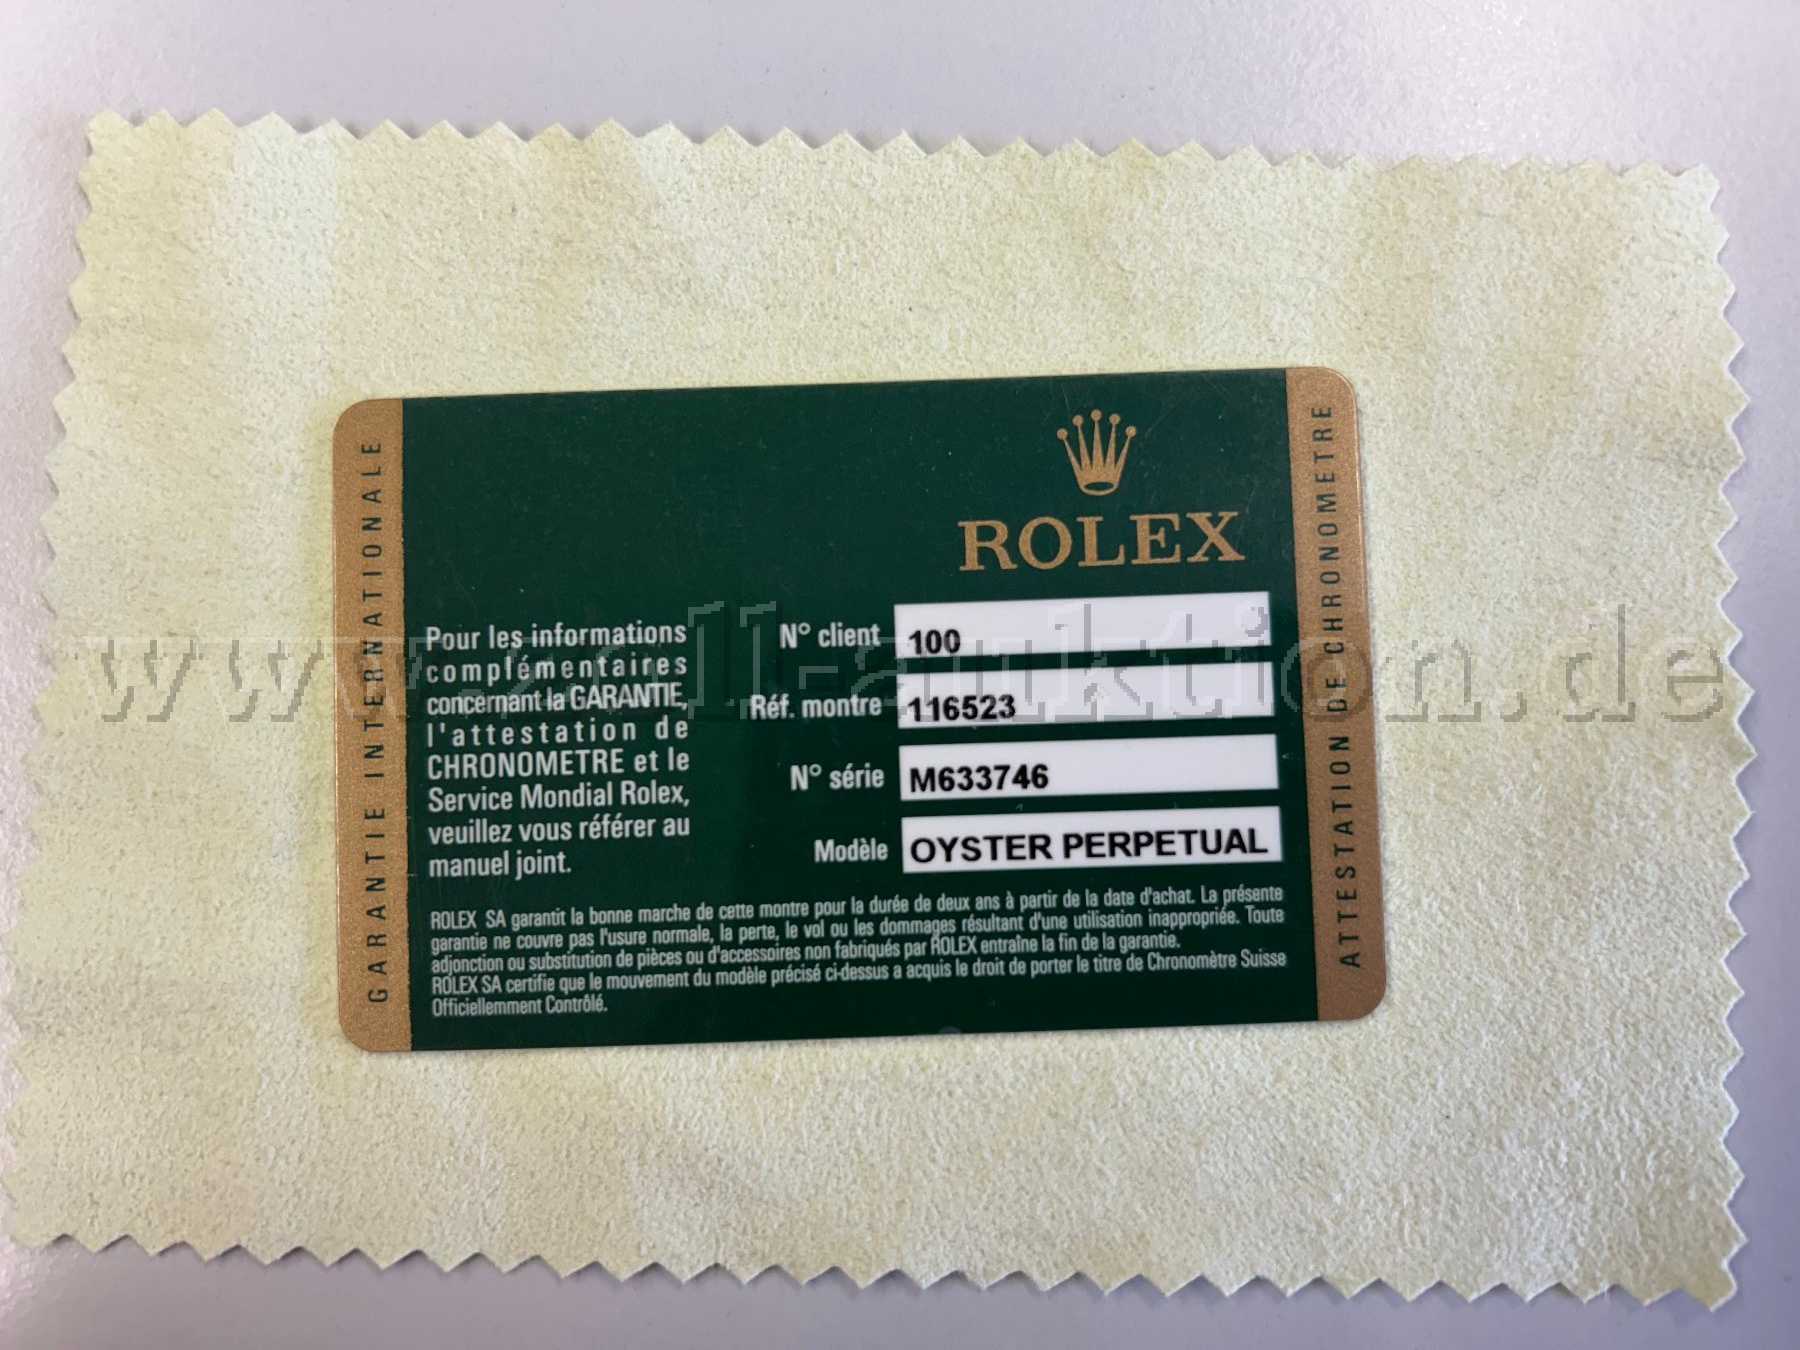 GARANTIE INTERNATIONALE
ROLEX
Pour les informations
complémentaires
concernant la GARANTIE,
l'attestation de
CHRONOMETRE et le
Service Mondial Rolex,
veuillez vous référer au
manuel joint.
N° client 100
Réf. montre 116523
N° série M633746
Modèle OYSTER PERPETUAL
ROLEX SA garantit la bonne marche de cette montre pour la durée de deux ans à partir de la date d'achat. La présente
garantie ne couvre pas l'usure normale, la perte, le vol ou les dommages résultant d'une utilisation inappropriée. Toute
adjonction ou substitution de pièces ou d'accessoires non fabriqués par ROLEX entraîne la fin de la garantie.
ROLEX SA certifie que le mouvement du modèle précisé ci-dessus a acquis le droit de porter le titre de Chronomètre Suisse
Officiellemment Contrôlé.
ATTESTATION DE CHRONOMETRE
www.zoll-auktion.de